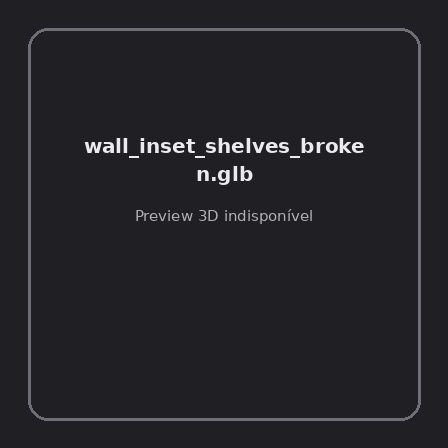 wall_inset_shelves_broke
n.glb
Preview 3D indisponível